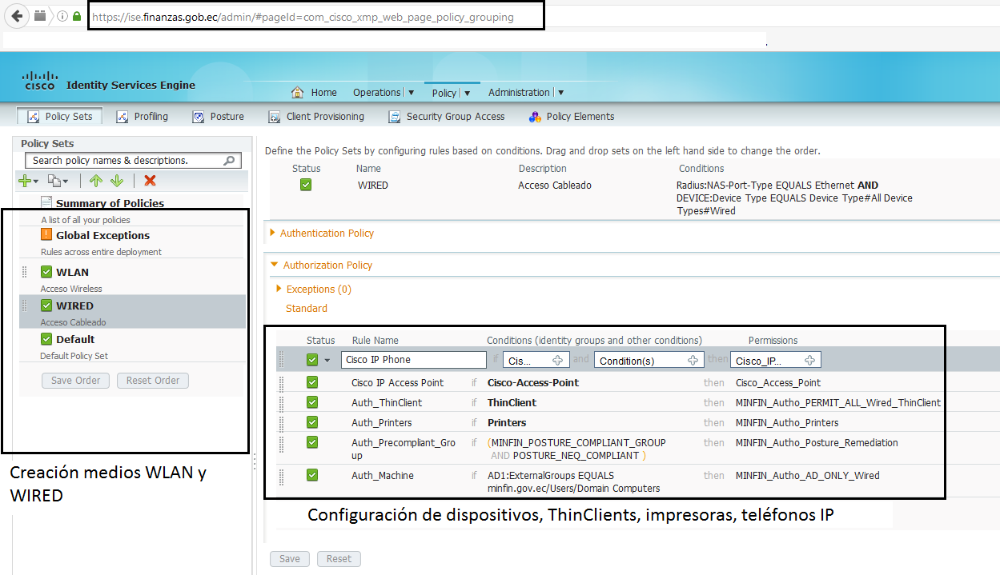 https://ise.finanzas.gob.ec/admin/#pageId=com_cisco_xmp_web_page_policy_grouping
CISCO
Identity Services Engine
Home
Operations
Policy
Administration
Policy Sets
Profiling
Posture
Client Provisioning
Security Group Access
Policy Elements
Policy Sets
Search policy names & descriptions.
Summary of Policies
A list of all your policies
Global Exceptions
Rules across entire deployment
WLAN
Acceso Wireless
WIRED
Acceso Cableado
Default
Default Policy Set
Save Order Reset Order
Creación medios WLAN y
WIRED
Define the Policy Sets by configuring rules based on conditions. Drag and drop sets on the left hand side to change the order.
Status Name Description Conditions
WIRED Acceso Cableado Radius:NAS-Port-Type EQUALS Ethernet AND
DEVICE:Device Type EQUALS Device Type#All Device
Types#Wired
Authentication Policy
Authorization Policy
Exceptions (0)
Standard
Status Rule Name Conditions (identity groups and other conditions) Permissions
Cisco IP Phone if Cis... and Condition(s) then Cisco_IP...
Cisco IP Access Point if Cisco-Access-Point then Cisco_Access_Point
Auth_ThinClient if ThinClient then MINFIN_Autho_PERMIT_ALL_Wired_ThinClient
Auth_Printers if Printers then MINFIN_Autho_Printers
Auth_Precompliant_Gro if (MINFIN_POSTURE_COMPLIANT_GROUP then MINFIN_Autho_Posture_Remediation
up AND POSTURE_NEQ_COMPLIANT )
Auth_Machine if AD1:ExternalGroups EQUALS then MINFIN_Autho_AD_ONLY_Wired
minfin.gov.ec/Users/Domain Computers
Configuración de dispositivos, ThinClients, impresoras, teléfonos IP
Save Reset